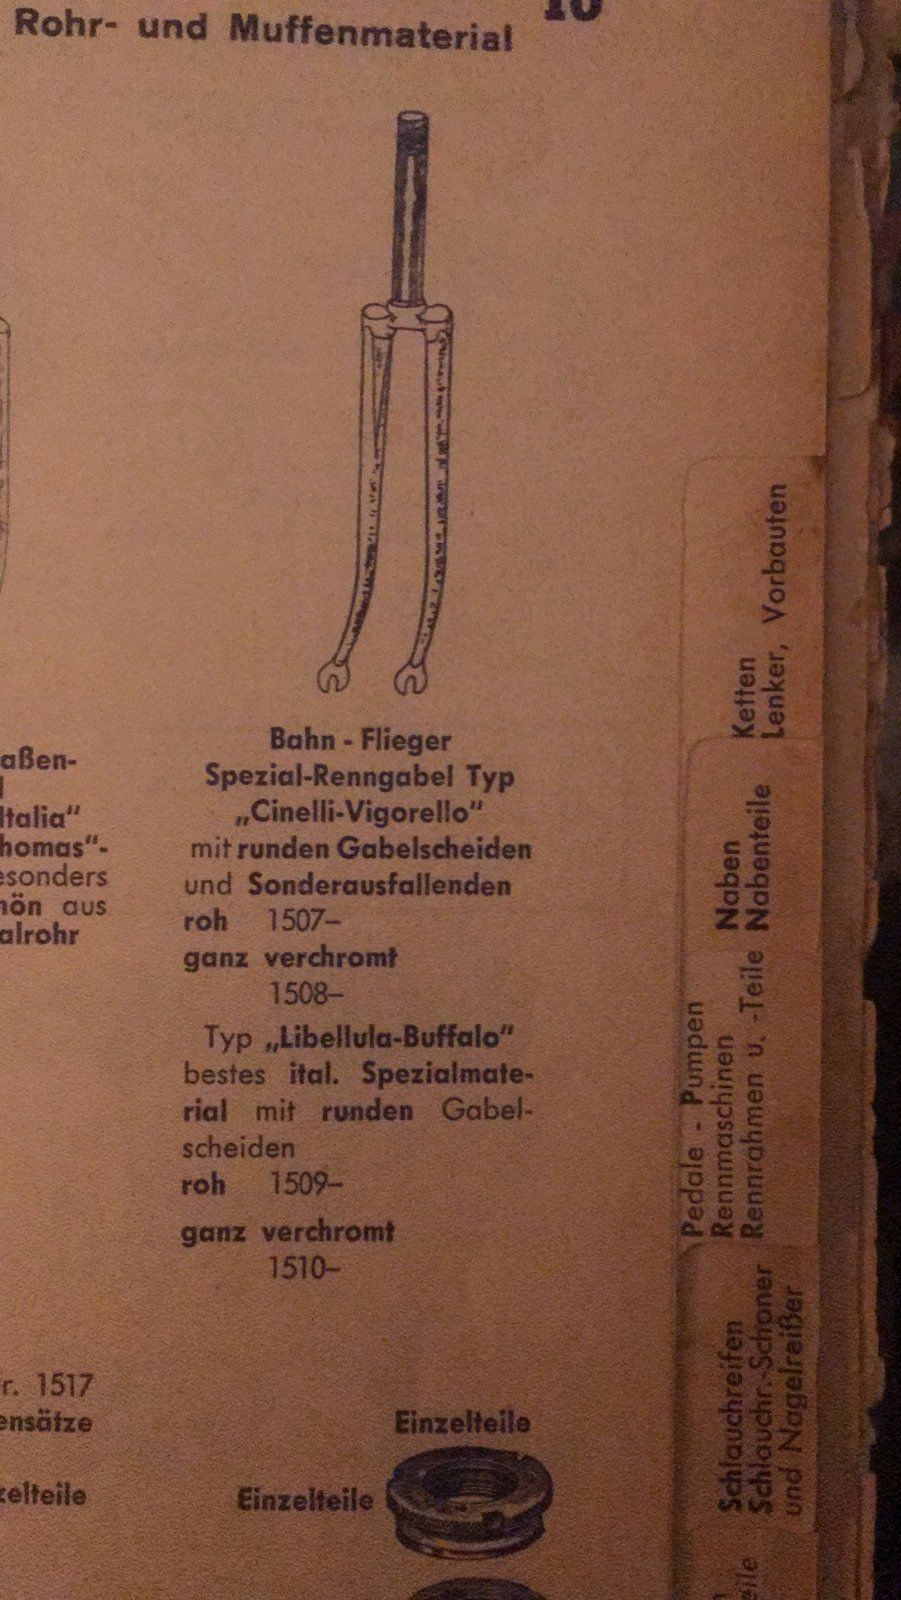 Rohr- und Muffenmaterial
Bahn - Flieger
Spezial-Renngabel Typ
„Cinelli-Vigorello“
mit runden Gabelscheiden
und Sonderausfallenden
roh 1507–
ganz verchromt
1508–
Typ „Libellula-Buffalo“
bestes ital. Spezialmate-
rial mit runden Gabel-
scheiden
roh 1509–
ganz verchromt
1510–
aßen-
Italia“
homas“-
esonders
hön aus
alrohr
r. 1517
ensätze
zelteile
Einzelteile
Einzelteile
Ketten
Lenker, Vorbauten
Naben
Nabenteile
Pedale - Pumpen
Rennmaschinen
Rennrahmen u. -Teile
Schlauchreifen
Schlauchr.-Schoner
und Nagelreißer
eile